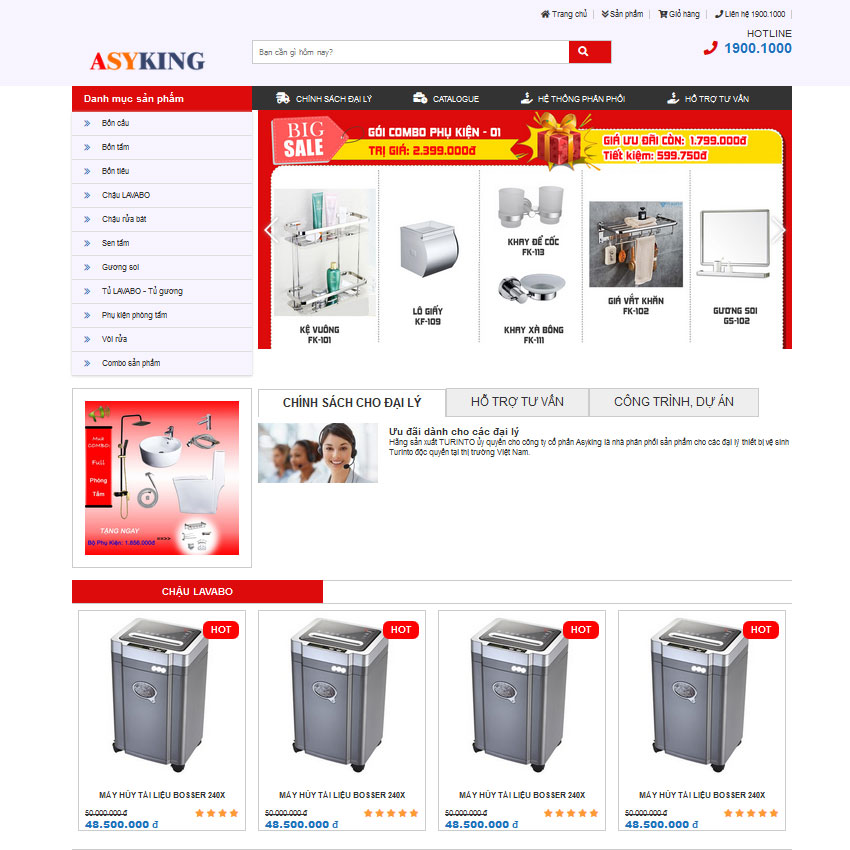 Trang chủ
Sản phẩm
Giỏ hàng
Liên hệ 1900.1000
HOTLINE
1900.1000
ASYKING
Bạn cần gì hôm nay?
Danh mục sản phẩm
CHÍNH SÁCH ĐẠI LÝ
CATALOGUE
HỆ THỐNG PHÂN PHỐI
HỖ TRỢ TƯ VẤN
Bồn cầu
Bồn tắm
Bồn tiểu
Chậu LAVABO
Chậu rửa bát
Sen tắm
Gương soi
Tủ LAVABO - Tủ gương
Phụ kiện phòng tắm
Vòi rửa
Combo sản phẩm
BIG
SALE
GÓI COMBO PHỤ KIỆN - 01
TRỊ GIÁ: 2.399.000đ
GIÁ ƯU ĐÃI CÒN: 1.799.000đ
Tiết kiệm: 599.750đ
KỆ VUÔNG
FK-101
LÔ GIẤY
KF-109
KHAY ĐỂ CỐC
FK-113
KHAY XÀ BÔNG
FK-111
GIÁ VẮT KHĂN
FK-102
GƯƠNG SOI
GS-102
Mua
COMBO
Full
Phòng
Tắm
TẶNG NGAY
Bộ Phụ Kiện: 1.656.000đ >>>>
CHÍNH SÁCH CHO ĐẠI LÝ
HỖ TRỢ TƯ VẤN
CÔNG TRÌNH, DỰ ÁN
Ưu đãi dành cho các đại lý
Hãng sản xuất TURINTO ủy quyền cho công ty cổ phần Asyking là nhà phân phối sản phẩm cho các đại lý thiết bị vệ sinh
Turinto độc quyền tại thị trường Việt Nam.
CHẬU LAVABO
HOT
HOT
HOT
HOT
MÁY HỦY TÀI LIỆU BOSSER 240X
MÁY HỦY TÀI LIỆU BOSSER 240X
MÁY HỦY TÀI LIỆU BOSSER 240X
MÁY HỦY TÀI LIỆU BOSSER 240X
50.000.000 đ
50.000.000 đ
50.000.000 đ
50.000.000 đ
48.500.000 đ
48.500.000 đ
48.500.000 đ
48.500.000 đ